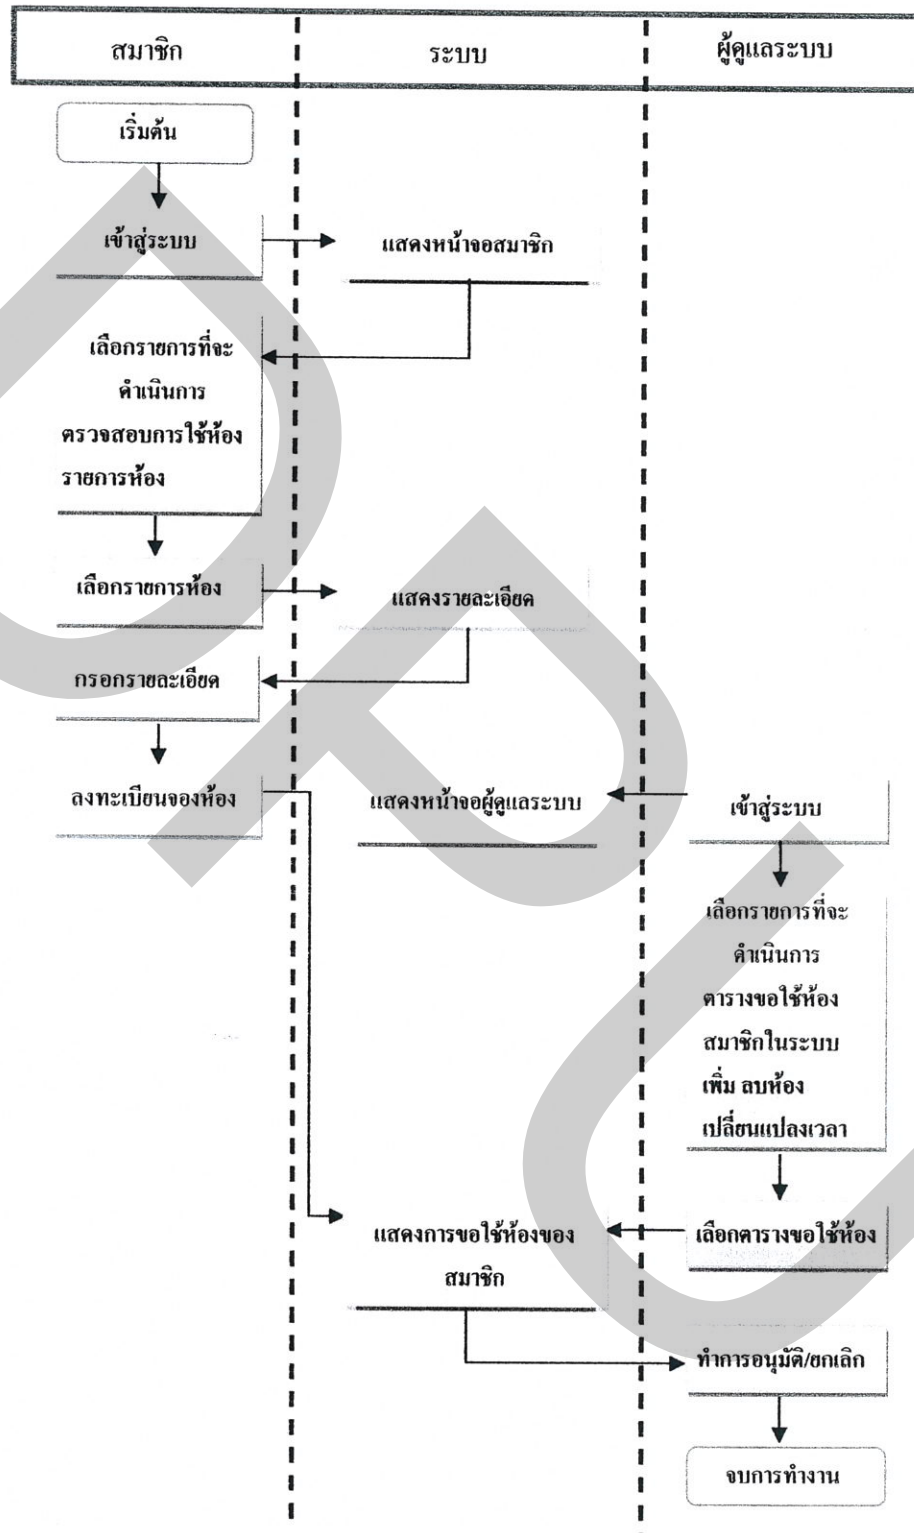 สมาชิก
ระบบ
ผู้ดูแลระบบ
เริ่มต้น
เข้าสู่ระบบ
แสดงหน้าจอสมาชิก
เลือกรายการที่จะ
ดำเนินการ
ตรวจสอบการใช้ห้อง
รายการห้อง
เลือกรายการห้อง
แสดงรายละเอียด
กรอกรายละเอียด
ลงทะเบียนจองห้อง
แสดงหน้าจอผู้ดูแลระบบ
เข้าสู่ระบบ
เลือกรายการที่จะ
ดำเนินการ
ตารางขอใช้ห้อง
สมาชิกในระบบ
เพิ่ม ลบห้อง
เปลี่ยนแปลงเวลา
แสดงการขอใช้ห้องของ
สมาชิก
เลือกตารางขอใช้ห้อง
ทำการอนุมัติ/ยกเลิก
จบการทำงาน
DPU